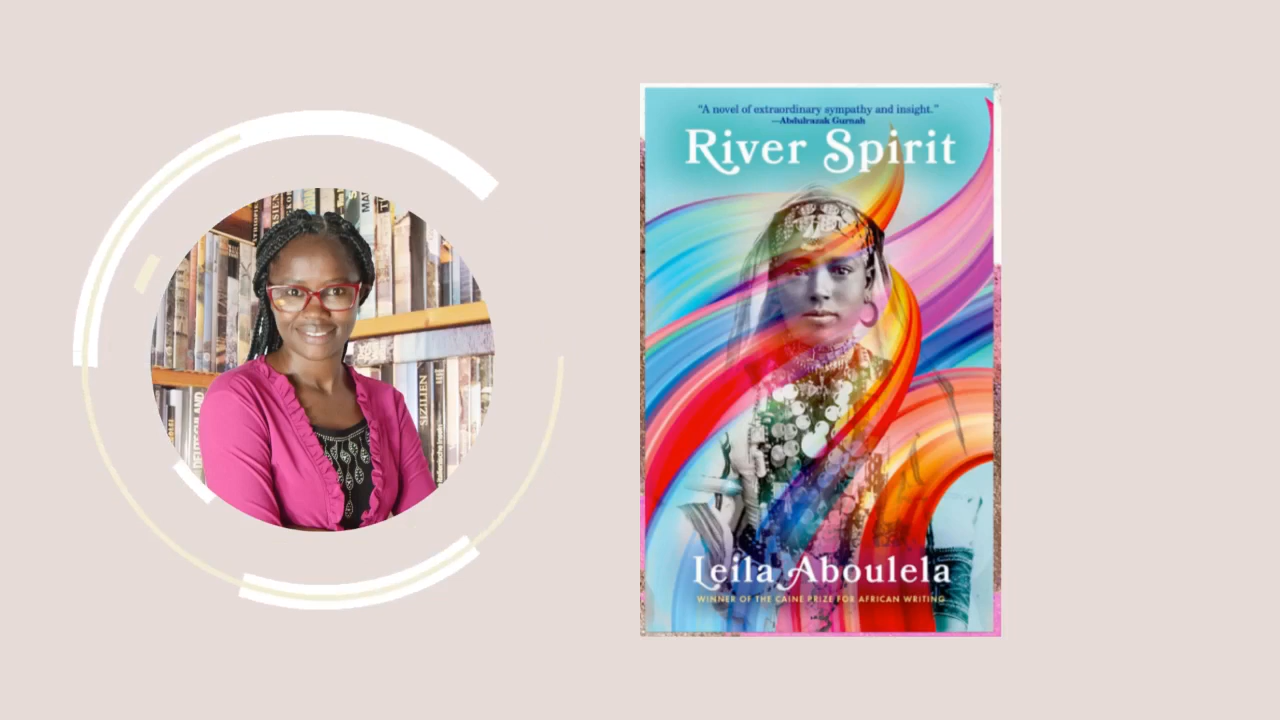 SIZILIEN
“A novel of extraordinary sympathy and insight.”
—Abdulrazak Gurnah
River Spirit
Leila Aboulela
WINNER OF THE CAINE PRIZE FOR AFRICAN WRITING